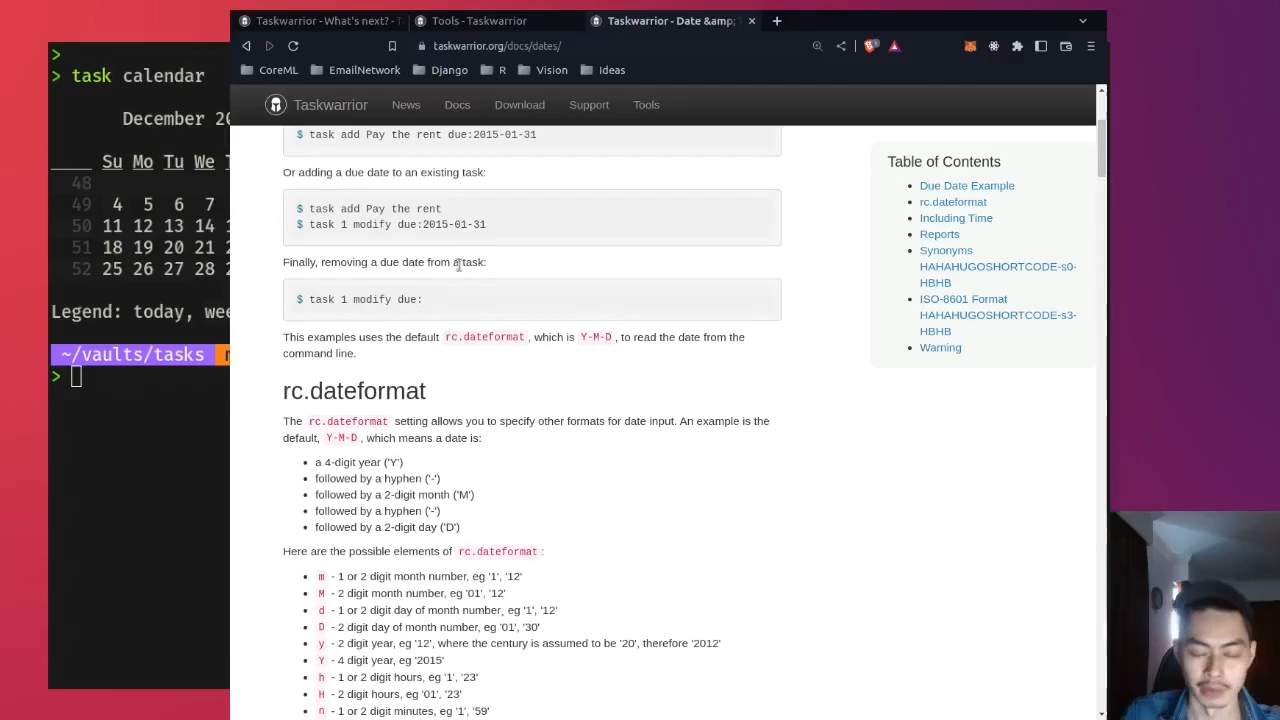 >
> task calendar
December 20
Su Mo Tu We
48
49 4 5 6 7
50 11 12 13 14
51 18 19 20 21
52 25 26 27 28
Legend: today, we
~/vaults/tasks
>
Taskwarrior - What's next? - T
Tools - Taskwarrior
Taskwarrior - Date &amp; T
taskwarrior.org/docs/dates/
CoreML
EmailNetwork
Django
R
Vision
Ideas
Taskwarrior
News
Docs
Download
Support
Tools
$ task add Pay the rent due:2015-01-31
Or adding a due date to an existing task:
$ task add Pay the rent
$ task 1 modify due:2015-01-31
Finally, removing a due date from a task:
$ task 1 modify due:
This examples uses the default rc.dateformat, which is Y-M-D, to read the date from the
command line.
rc.dateformat
The rc.dateformat setting allows you to specify other formats for date input. An example is the
default, Y-M-D, which means a date is:
a 4-digit year ('Y')
followed by a hyphen ('-')
followed by a 2-digit month ('M')
followed by a hyphen ('-')
followed by a 2-digit day ('D')
Here are the possible elements of rc.dateformat:
m - 1 or 2 digit month number, eg '1', '12'
M - 2 digit month number, eg '01', '12'
d - 1 or 2 digit day of month number, eg '1', '12'
D - 2 digit day of month number, eg '01', '30'
y - 2 digit year, eg '12', where the century is assumed to be '20', therefore '2012'
Y - 4 digit year, eg '2015'
h - 1 or 2 digit hours, eg '1', '23'
H - 2 digit hours, eg '01', '23'
n - 1 or 2 digit minutes, eg '1', '59'
Table of Contents
Due Date Example
rc.dateformat
Including Time
Reports
Synonyms
HAHAHUGOSHORTCODE-s0-
HBHB
ISO-8601 Format
HAHAHUGOSHORTCODE-s3-
HBHB
Warning